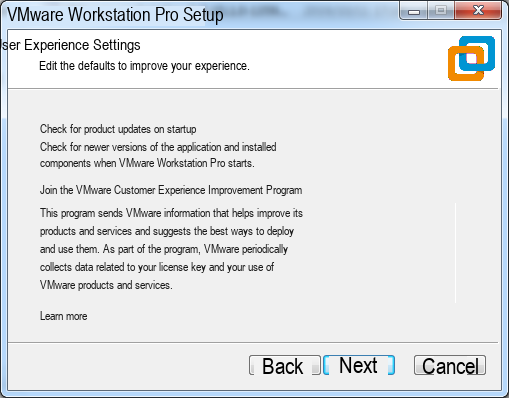 VMware Workstation Pro Setup
User Experience Settings
Edit the defaults to improve your experience.
Check for product updates on startup
Check for newer versions of the application and installed
components when VMware Workstation Pro starts.
Join the VMware Customer Experience Improvement Program
This program sends VMware information that helps improve its
products and services and suggests the best ways to deploy
and use them. As part of the program, VMware periodically
collects data related to your license key and your use of
VMware products and services.
Learn more
Back Next Cancel